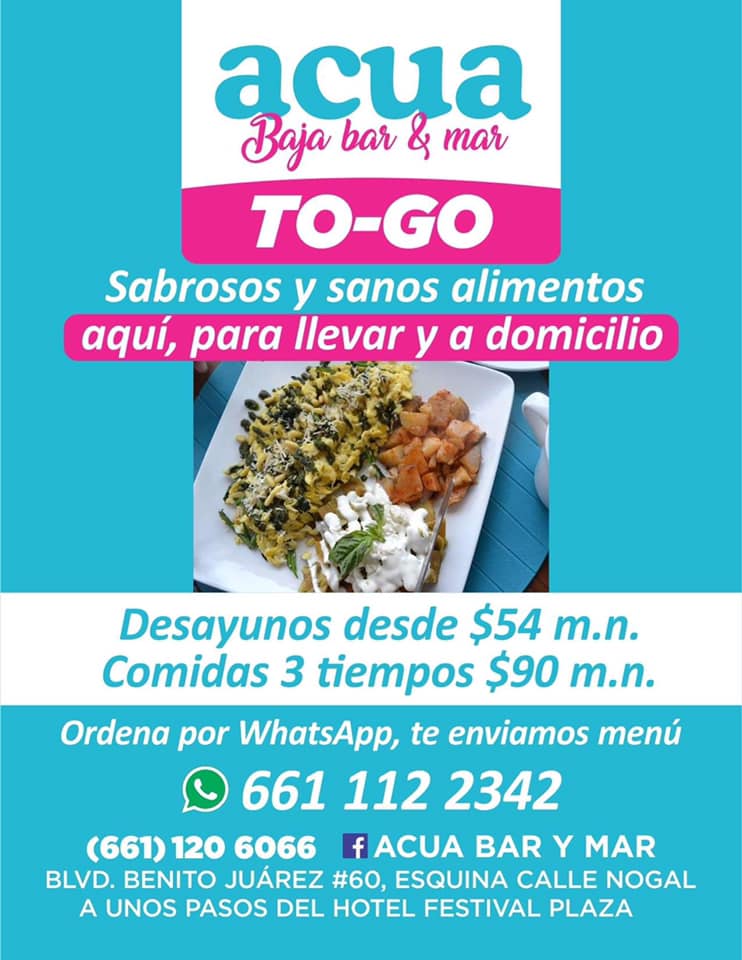 acua
Baja bar & mar
TO-GO
Sabrosos y sanos alimentos
aquí, para llevar y a domicilio
Desayunos desde $54 m.n.
Comidas 3 tiempos $90 m.n.
Ordena por WhatsApp, te enviamos menú
661 112 2342
(661) 120 6066 f ACUA BAR Y MAR
BLVD. BENITO JUÁREZ #60, ESQUINA CALLE NOGAL
A UNOS PASOS DEL HOTEL FESTIVAL PLAZA